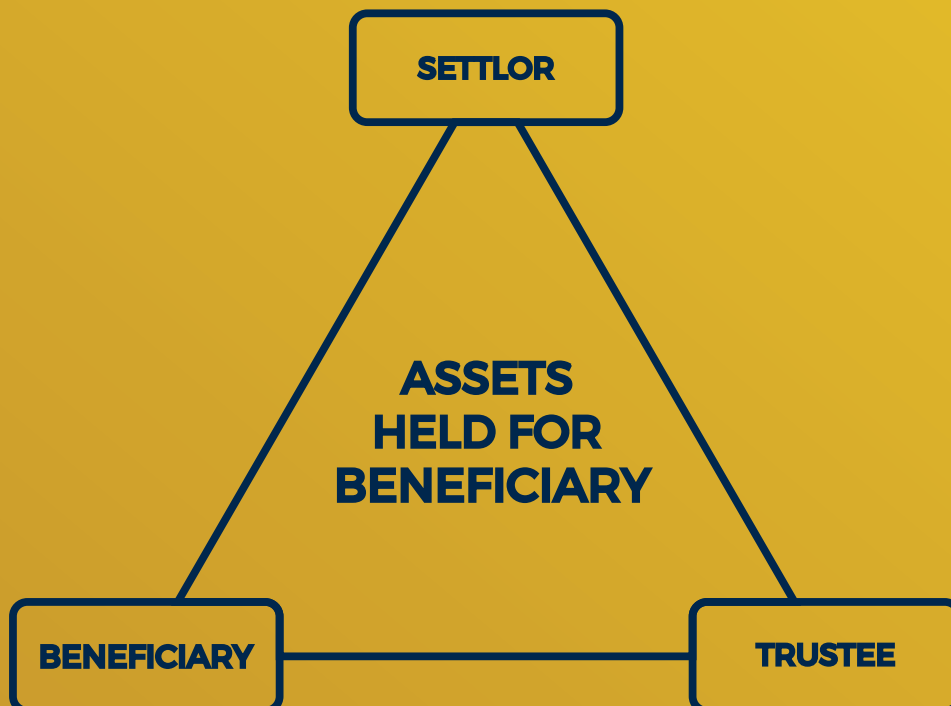 SETTLOR
ASSETS
HELD FOR
BENEFICIARY
BENEFICIARY
TRUSTEE